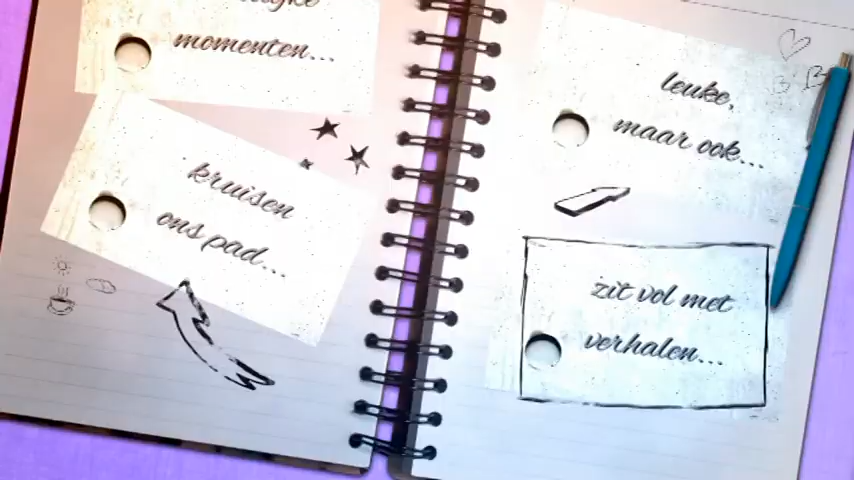 momenten...
kruisen
ons pad...
leuke,
maar ook...
zit vol met
verhalen...